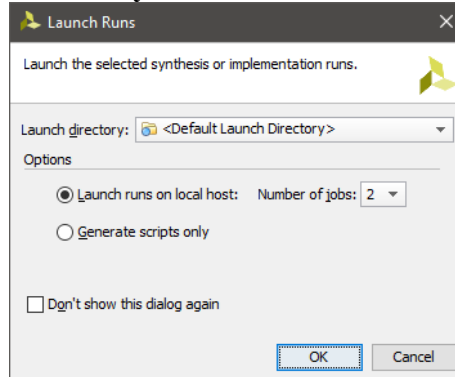 Launch Runs
Launch the selected synthesis or implementation runs.
Launch directory: <Default Launch Directory>
Options
Launch runs on local host: Number of jobs: 2
Generate scripts only
Don't show this dialog again
OK Cancel